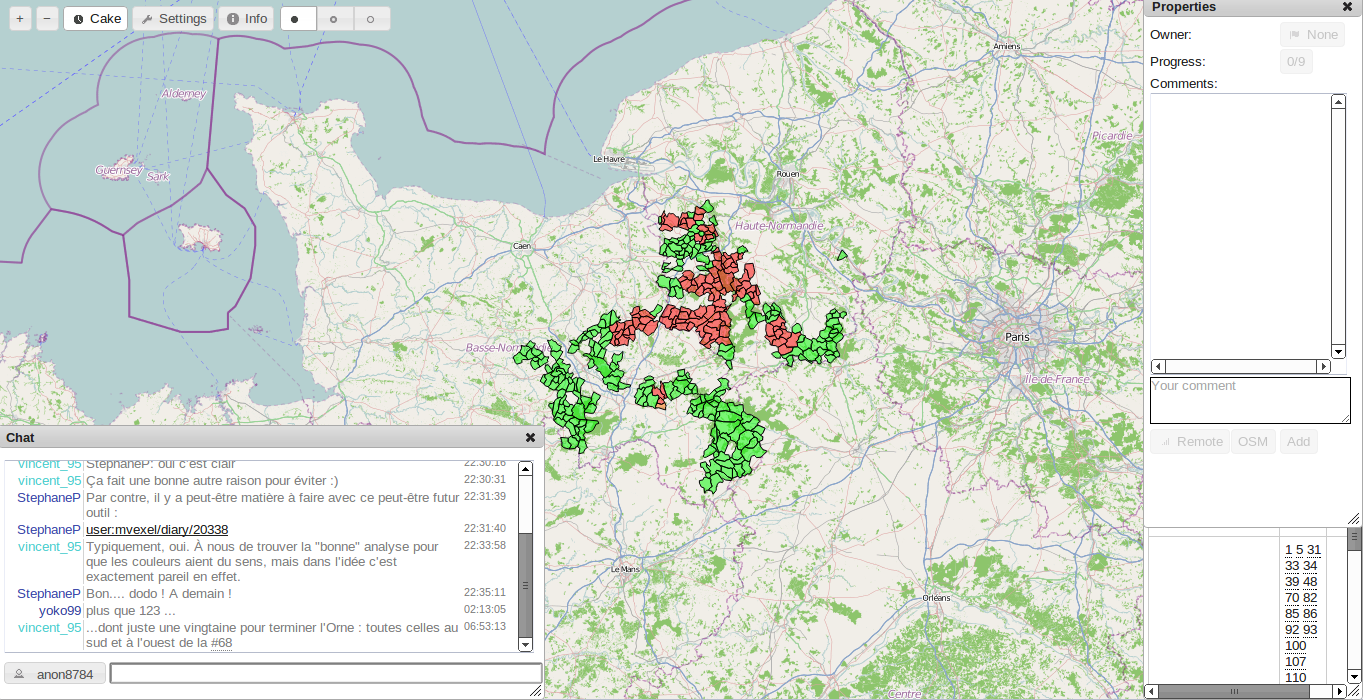 + − Cake Settings Info
Properties
Owner: None
Progress: 0/9
Comments:
Your comment
Remote OSM Add
1 5 31
33 34
39 48
70 82
85 86
92 93
100
107
110
Amiens
Alderney
Picardie
Le Havre
Guernsey
Sark
Rouen
Haute-Normandie
Caen
Paris
Basse-Normandie
Île-de-France
Le Mans
Orléans
Centre
Chat
vincent_95 StephaneP: oui c'est clair 22:30:16
vincent_95 Ça fait une bonne autre raison pour éviter :) 22:30:31
StephaneP Par contre, il y a peut-être matière à faire avec ce peut-être futur 22:31:39
outil :
StephaneP user:mvexel/diary/20338 22:31:40
vincent_95 Typiquement, oui. À nous de trouver la "bonne" analyse pour 22:33:58
que les couleurs aient du sens, mais dans l'idée c'est
exactement pareil en effet.
StephaneP Bon.... dodo ! A demain ! 22:35:11
yoko99 plus que 123 ... 02:13:05
vincent_95 ...dont juste une vingtaine pour terminer l'Orne : toutes celles au 06:53:13
sud et à l'ouest de la #68
anon8784